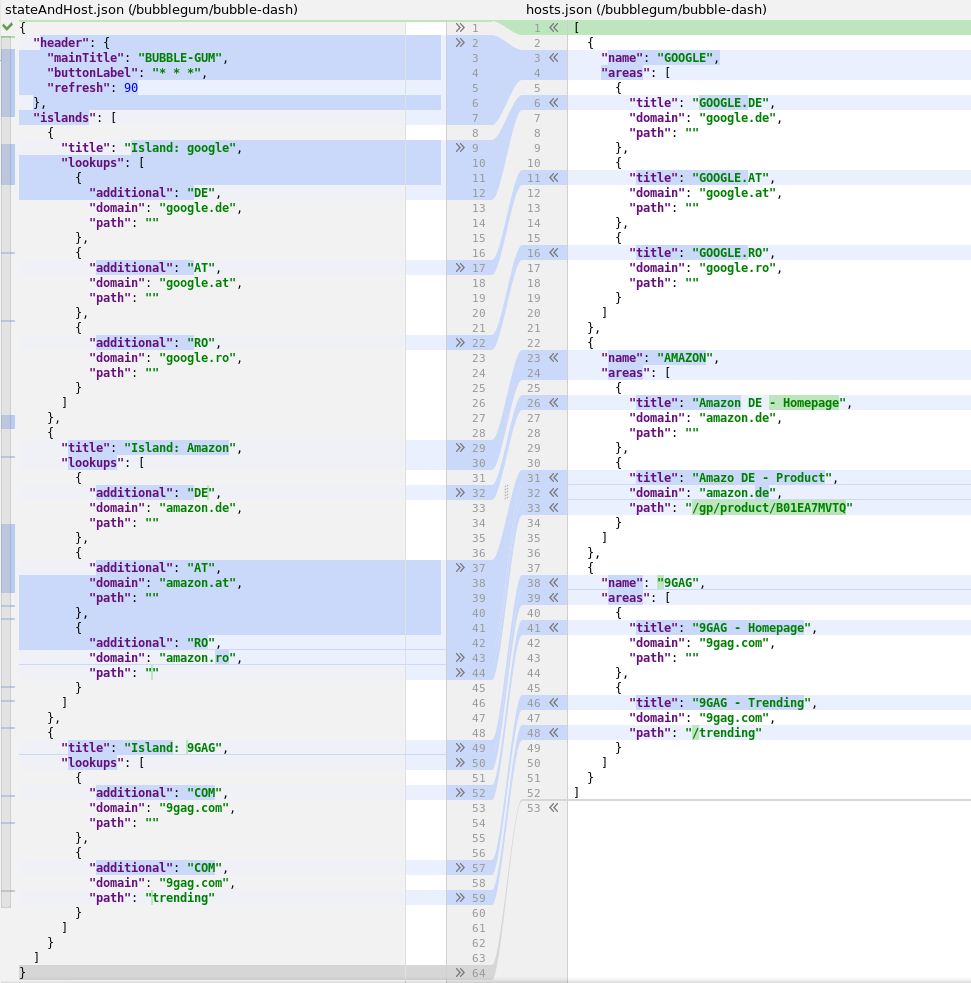 stateAndHost.json (/bubblegum/bubble-dash)
{
"header": {
"mainTitle": "BUBBLE-GUM",
"buttonLabel": "* * *",
"refresh": 90
},
"islands": [
{
"title": "Island: google",
"lookups": [
{
"additional": "DE",
"domain": "google.de",
"path": ""
},
{
"additional": "AT",
"domain": "google.at",
"path": ""
},
{
"additional": "RO",
"domain": "google.ro",
"path": ""
}
]
},
{
"title": "Island: Amazon",
"lookups": [
{
"additional": "DE",
"domain": "amazon.de",
"path": ""
},
{
"additional": "AT",
"domain": "amazon.at",
"path": ""
},
{
"additional": "RO",
"domain": "amazon.ro",
"path": ""
}
]
},
{
"title": "Island: 9GAG",
"lookups": [
{
"additional": "COM",
"domain": "9gag.com",
"path": ""
},
{
"additional": "COM",
"domain": "9gag.com",
"path": "trending"
}
]
}
]
}
1
2
3
4
5
6
7
8
9
10
11
12
13
14
15
16
17
18
19
20
21
22
23
24
25
26
27
28
29
30
31
32
33
34
35
36
37
38
39
40
41
42
43
44
45
46
47
48
49
50
51
52
53
54
55
56
57
58
59
60
61
62
63
64
hosts.json (/bubblegum/bubble-dash)
1 [
2 {
3 "name": "GOOGLE",
4 "areas": [
5 {
6 "title": "GOOGLE.DE",
7 "domain": "google.de",
8 "path": ""
9 },
10 {
11 "title": "GOOGLE.AT",
12 "domain": "google.at",
13 "path": ""
14 },
15 {
16 "title": "GOOGLE.RO",
17 "domain": "google.ro",
18 "path": ""
19 }
20 ]
21 },
22 {
23 "name": "AMAZON",
24 "areas": [
25 {
26 "title": "Amazon DE - Homepage",
27 "domain": "amazon.de",
28 "path": ""
29 },
30 {
31 "title": "Amazo DE - Product",
32 "domain": "amazon.de",
33 "path": "/gp/product/B01EA7MVTQ"
34 }
35 ]
36 },
37 {
38 "name": "9GAG",
39 "areas": [
40 {
41 "title": "9GAG - Homepage",
42 "domain": "9gag.com",
43 "path": ""
44 },
45 {
46 "title": "9GAG - Trending",
47 "domain": "9gag.com",
48 "path": "/trending"
49 }
50 ]
51 }
52 ]
53